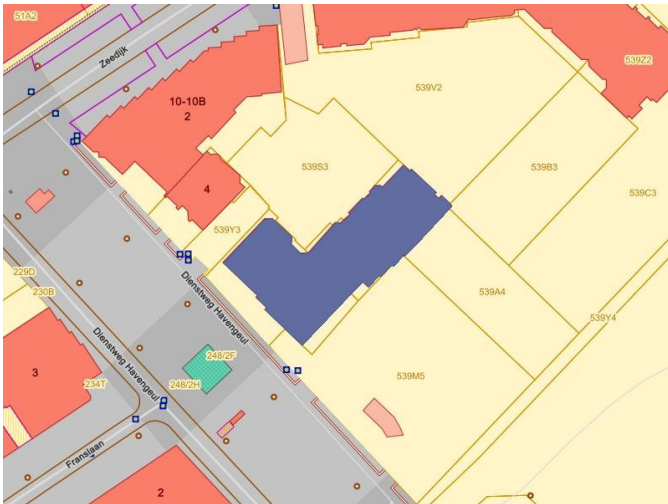 51A2
Zeedijk
10-10B
2
539Z2
539V2
539S3
539B3
4
539C3
539Y3
229D
230B
Dienstweg Havengeul
539A4
539Y4
Dienstweg Havengeul
248/2F
3
234T
248/2H
539M5
Franslaan
2